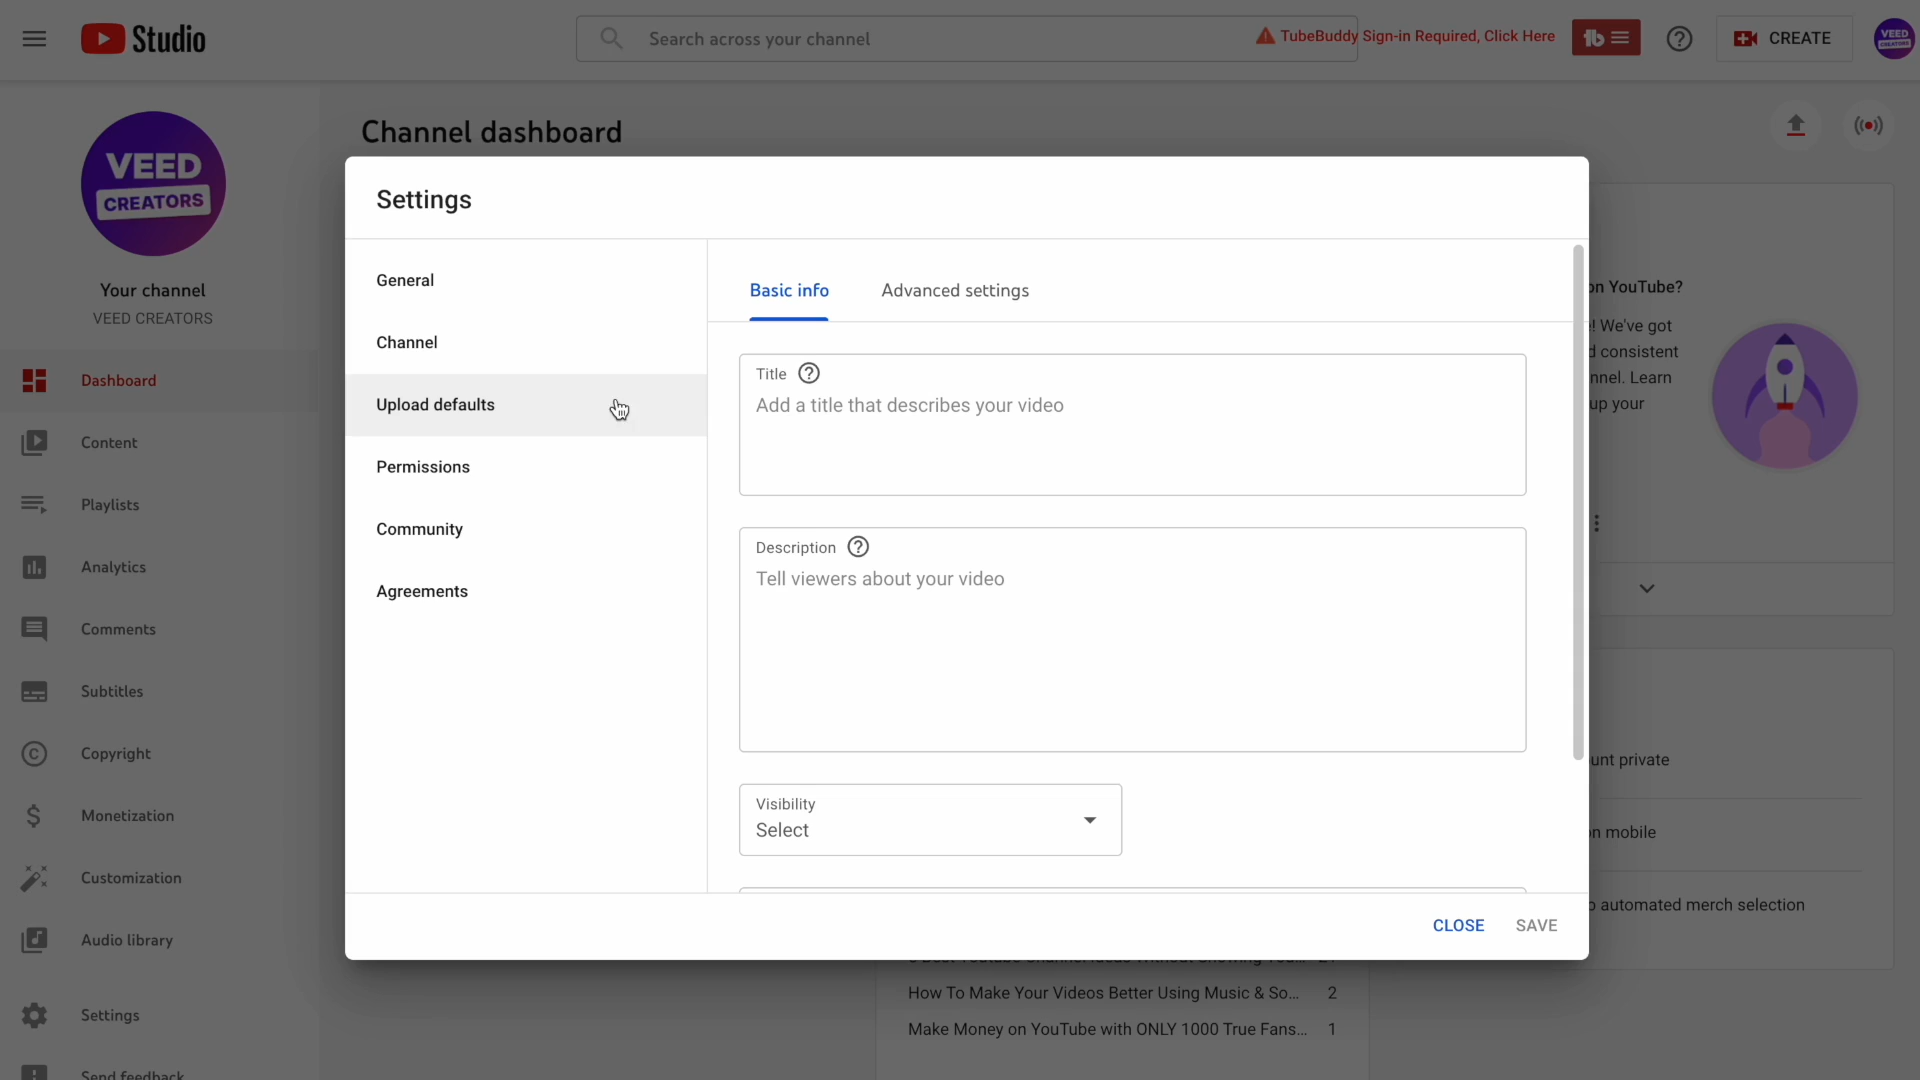 Studio
Search across your channel
TubeBuddy Sign-in Required, Click Here
tb
CREATE
VEED
CREATORS
VEED
CREATORS
Your channel
VEED CREATORS
Dashboard
Content
Playlists
Analytics
Comments
Subtitles
Copyright
Monetization
Customization
Audio library
Settings
Send feedback
Channel dashboard
Settings
General
Channel
Upload defaults
Permissions
Community
Agreements
Basic info
Advanced settings
Title
Add a title that describes your video
Description
Tell viewers about your video
Visibility
Select
CLOSE
SAVE
on YouTube?
! We've got
d consistent
nnel. Learn
up your
unt private
n mobile
automated merch selection
How To Make Your Videos Better Using Music & So... 2
Make Money on YouTube with ONLY 1000 True Fans... 1